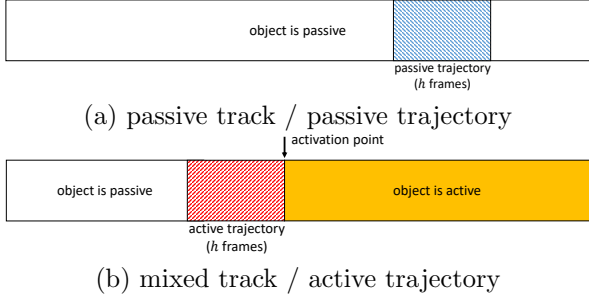 object is passive
passive trajectory
(h frames)
(a) passive track / passive trajectory
activation point
object is passive
object is active
active trajectory
(h frames)
(b) mixed track / active trajectory